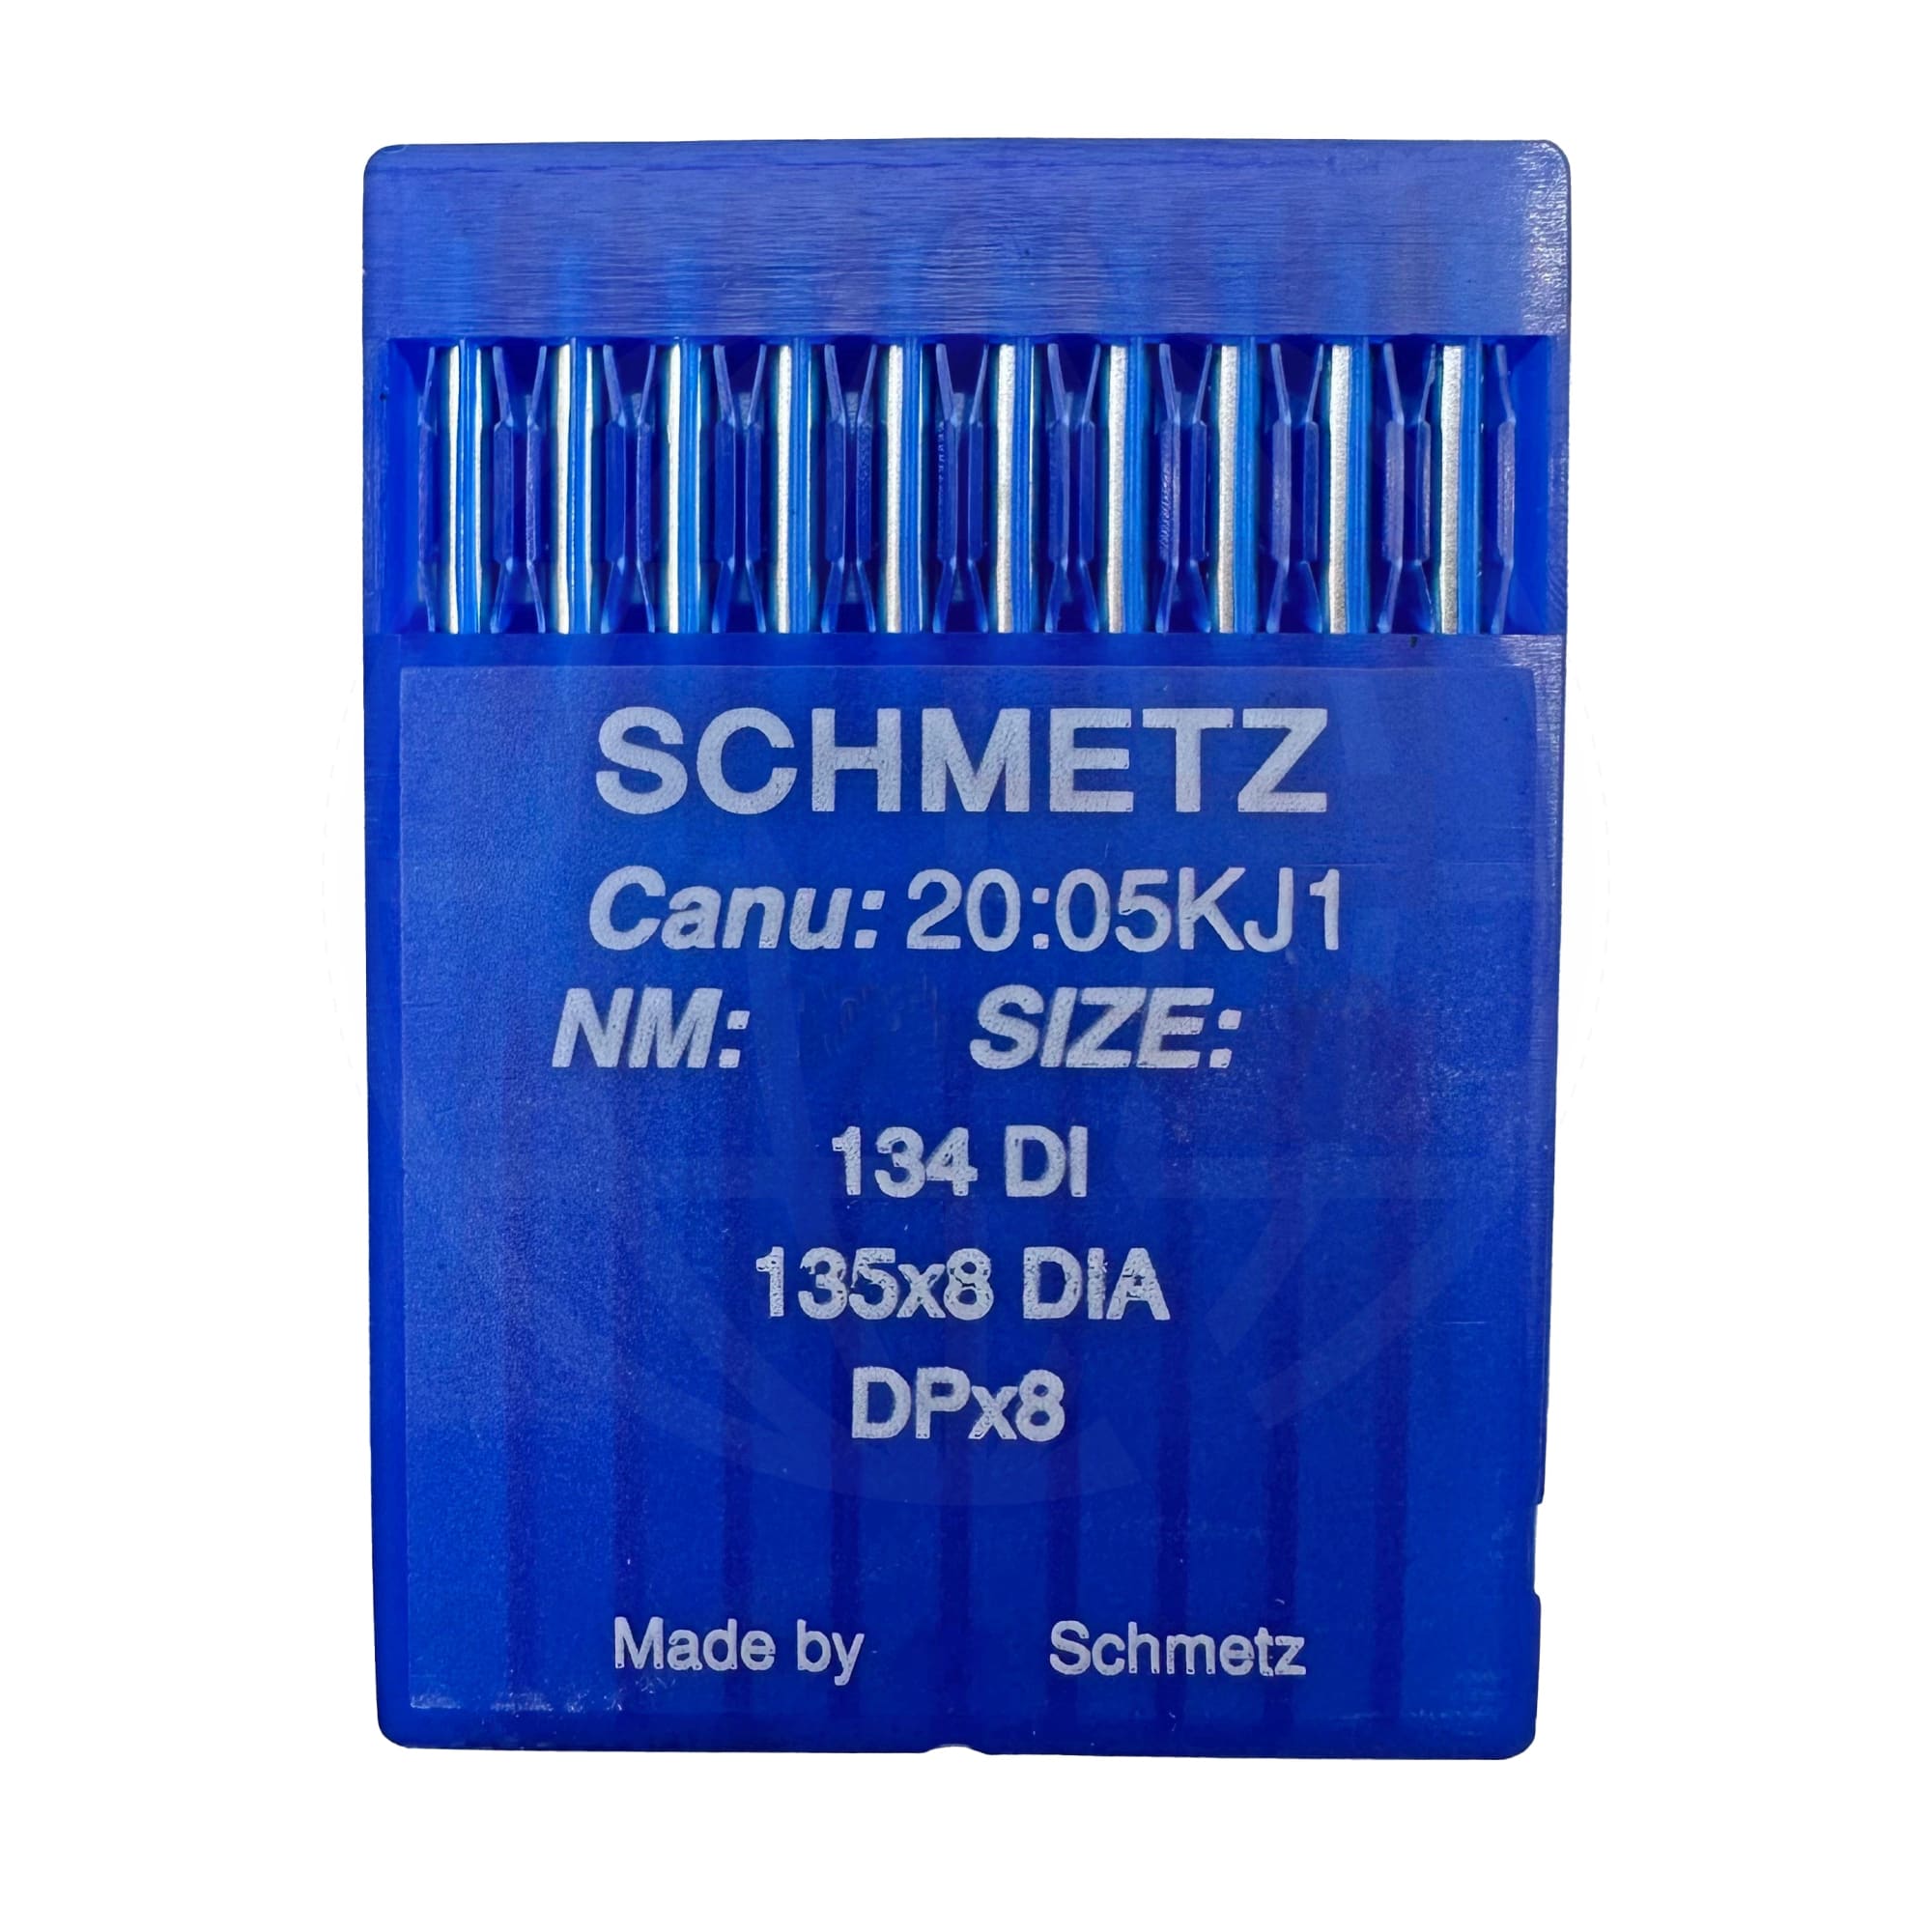 SCHMETZ
Canu: 20:05KJ1
NM: SIZE:
134 DI
135x8 DIA
DPx8
Made by Schmetz